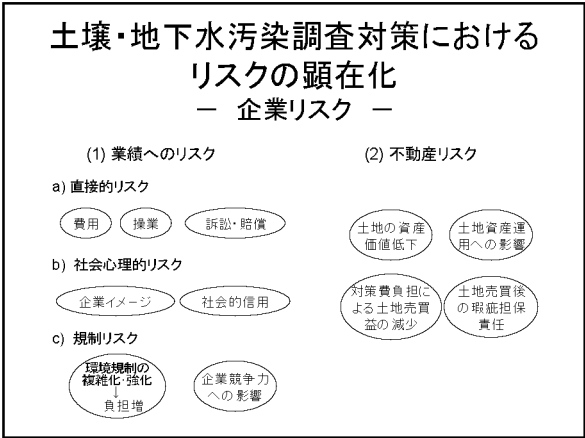 土壌・地下水汚染調査対策における
リスクの顕在化
－ 企業リスク －
(1) 業績へのリスク
a) 直接的リスク
費用
操業
訴訟・賠償
b) 社会心理的リスク
企業イメージ
社会的信用
c) 規制リスク
環境規制の
複雑化・強化
↓
負担増
企業競争力
への影響
(2) 不動産リスク
土地の資産
価値低下
土地資産運
用への影響
対策費負担に
よる土地売買
益の減少
土地売買後
の瑕疵担保
責任